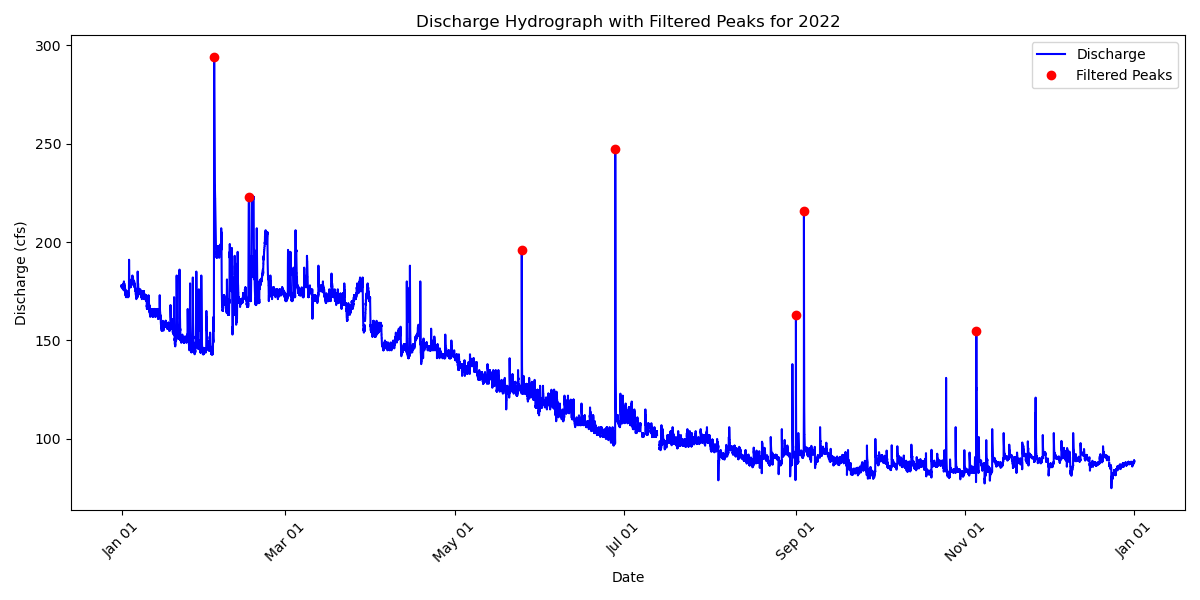 Discharge Hydrograph with Filtered Peaks for 2022
Discharge
Filtered Peaks
300
250
200
150
100
Discharge (cfs)
Jan 01
Mar 01
May 01
Jul 01
Sep 01
Nov 01
Jan 01
Date